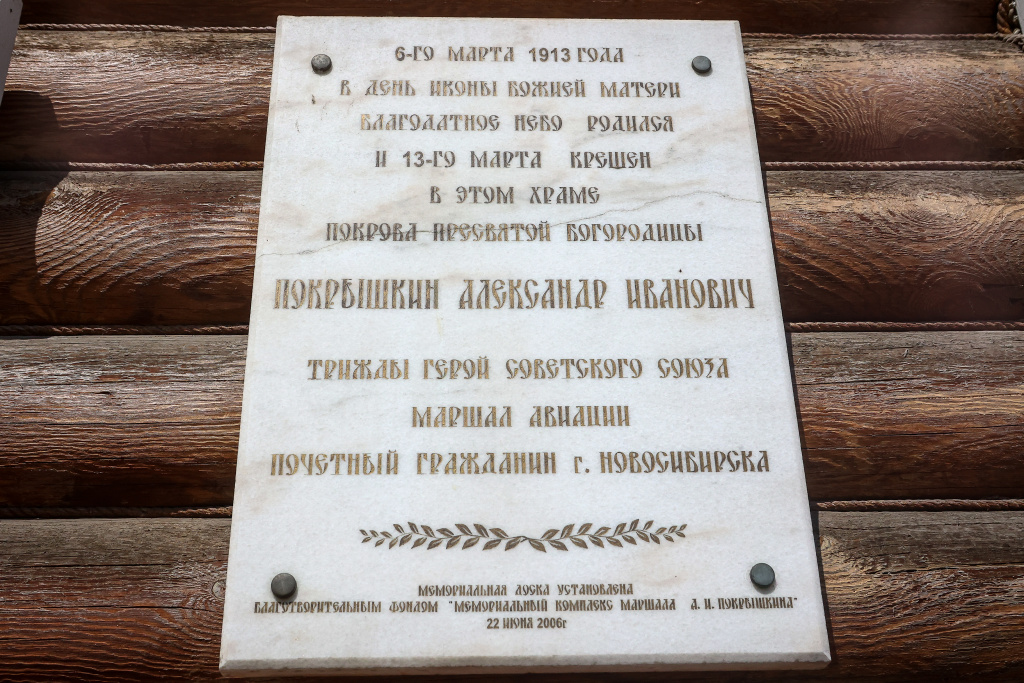 6-го марта 1913 года
в день иконы Божией Матери
Благодатное Небо родился
и 13-го марта крещен
в этом храме
Покрова Пресвятой Богородицы
ПОКРЫШКИН АЛЕКСАНДР ИВАНОВИЧ
ТРИЖДЫ ГЕРОЙ СОВЕТСКОГО СОЮЗА
МАРШАЛ АВИАЦИИ
ПОЧЕТНЫЙ ГРАЖДАНИН г. НОВОСИБИРСКА
Мемориальная доска установлена
Благотворительным фондом "Мемориальный комплекс маршала А. И. Покрышкина"
22 июня 2006г